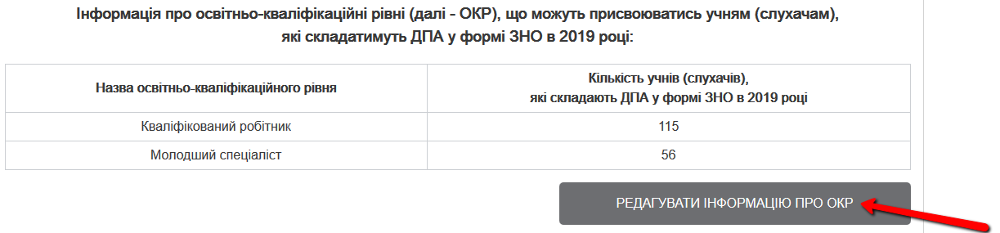 Інформація про освітньо-кваліфікаційні рівні (далі - ОКР), що можуть присвоюватись учням (слухачам),
які складатимуть ДПА у формі ЗНО в 2019 році:
Назва освітньо-кваліфікаційного рівня
Кількість учнів (слухачів),
які складають ДПА у формі ЗНО в 2019 році
Кваліфікований робітник
115
Молодший спеціаліст
56
РЕДАГУВАТИ ІНФОРМАЦІЮ ПРО ОКР